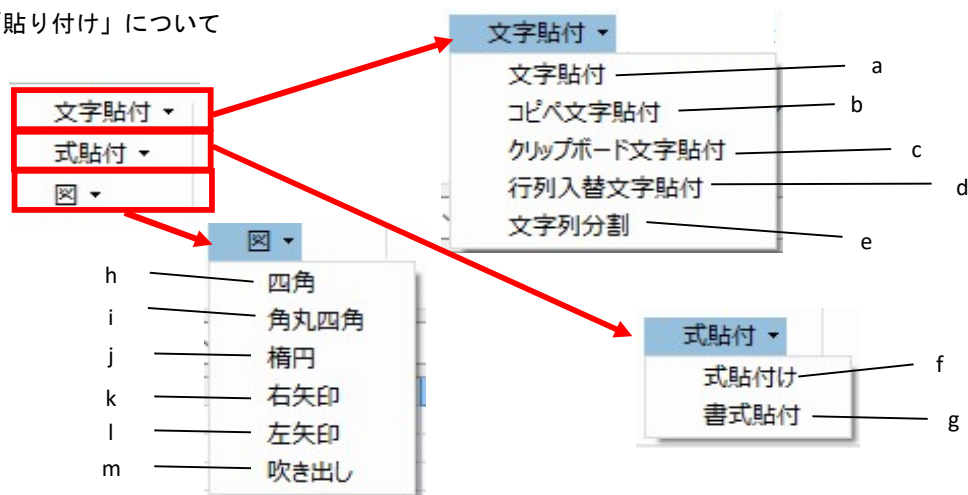 「貼り付け」について
文字貼付
式貼付
図
文字貼付
文字貼付 a
コピペ文字貼付 b
クリップボード文字貼付 c
行列入替文字貼付 d
文字列分割 e
図
h 四角
i 角丸四角
j 楕円
k 右矢印
l 左矢印
m 吹き出し
式貼付
式貼付け f
書式貼付 g